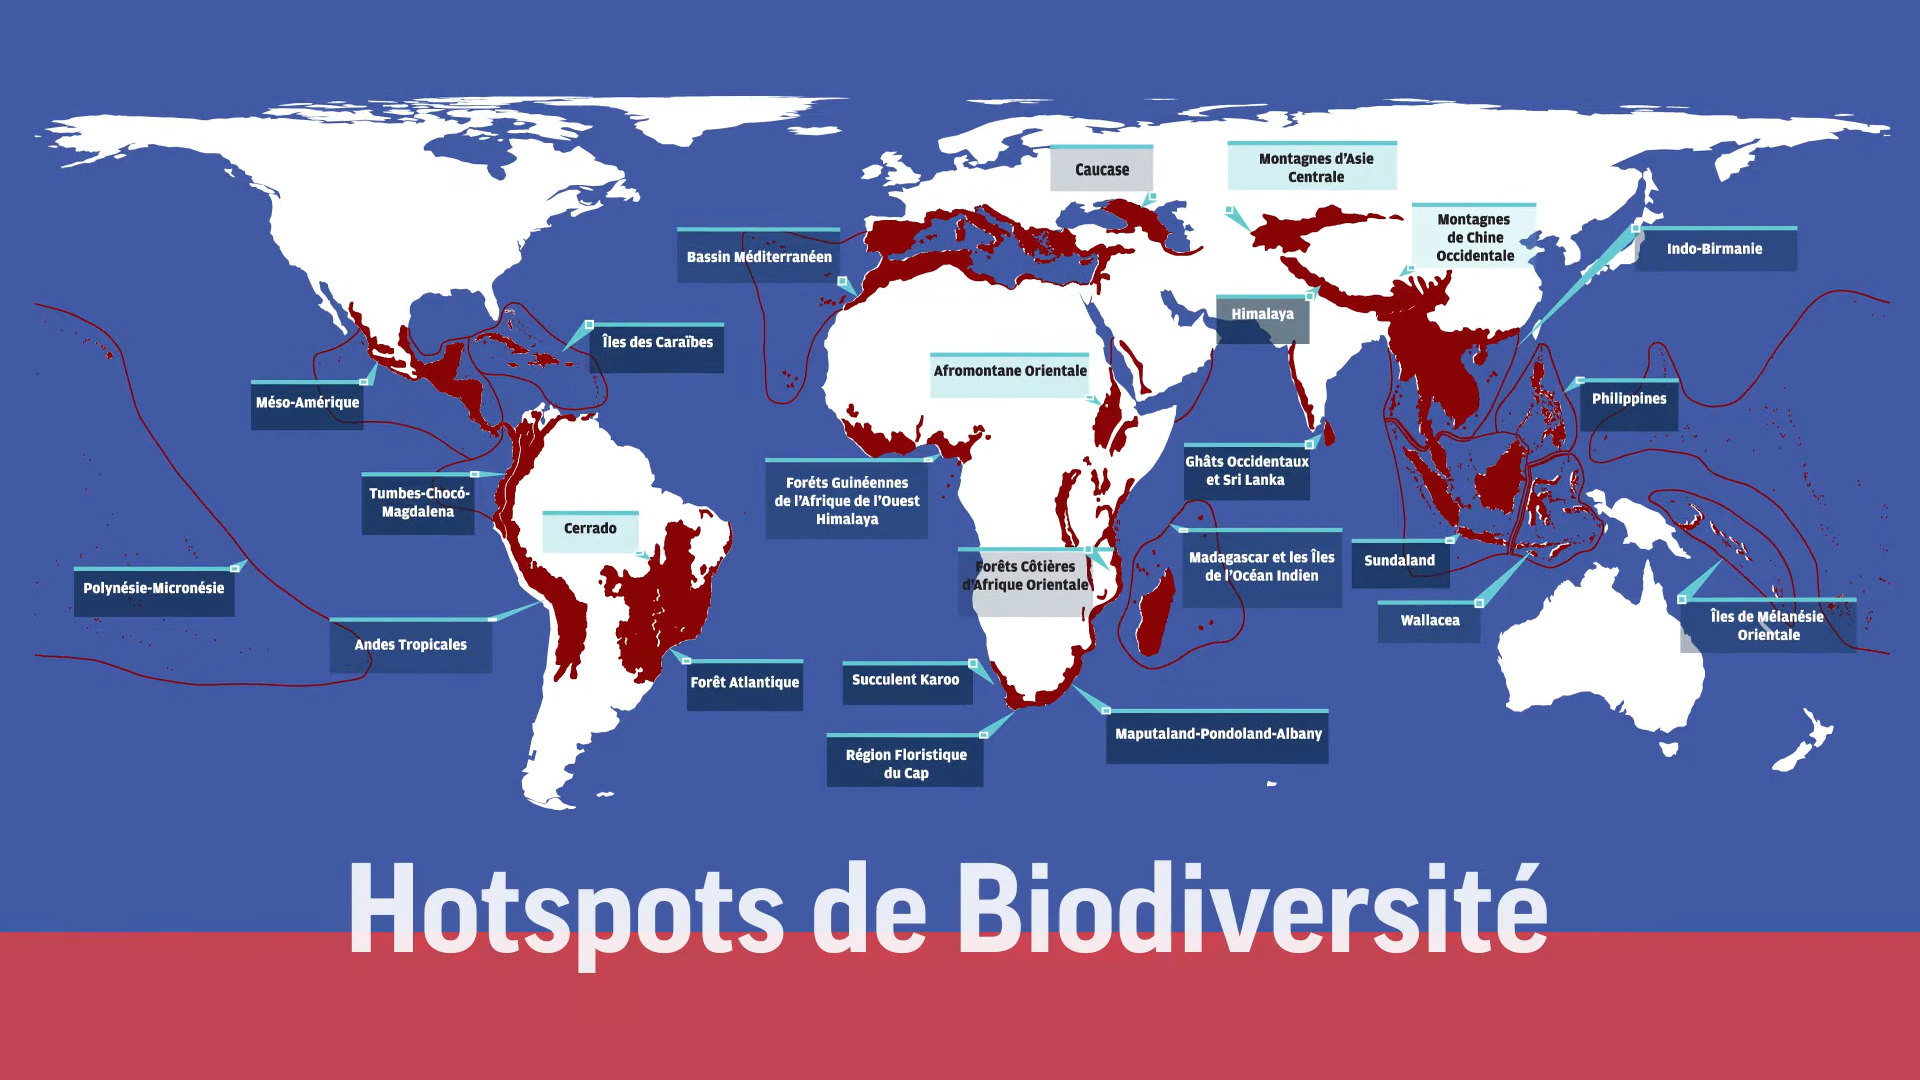 Caucase
Montagnes d'Asie
Centrale
Montagnes
de Chine
Occidentale
Indo-Birmanie
Bassin Méditerranéen
Himalaya
Îles des Caraïbes
Afromontane Orientale
Méso-Amérique
Philippines
Ghâts Occidentaux
et Sri Lanka
Tumbes-Chocó-
Magdalena
Foréts Guinéennes
de l'Afrique de l'Ouest
Himalaya
Cerrado
Forêts Côtières
d'Afrique Orientale
Madagascar et les Îles
de l'Océan Indien
Sundaland
Polynésie-Micronésie
Wallacea
Îles de Mélanésie
Orientale
Andes Tropicales
Forêt Atlantique
Succulent Karoo
Maputaland-Pondoland-Albany
Région Floristique
du Cap
Hotspots de Biodiversité